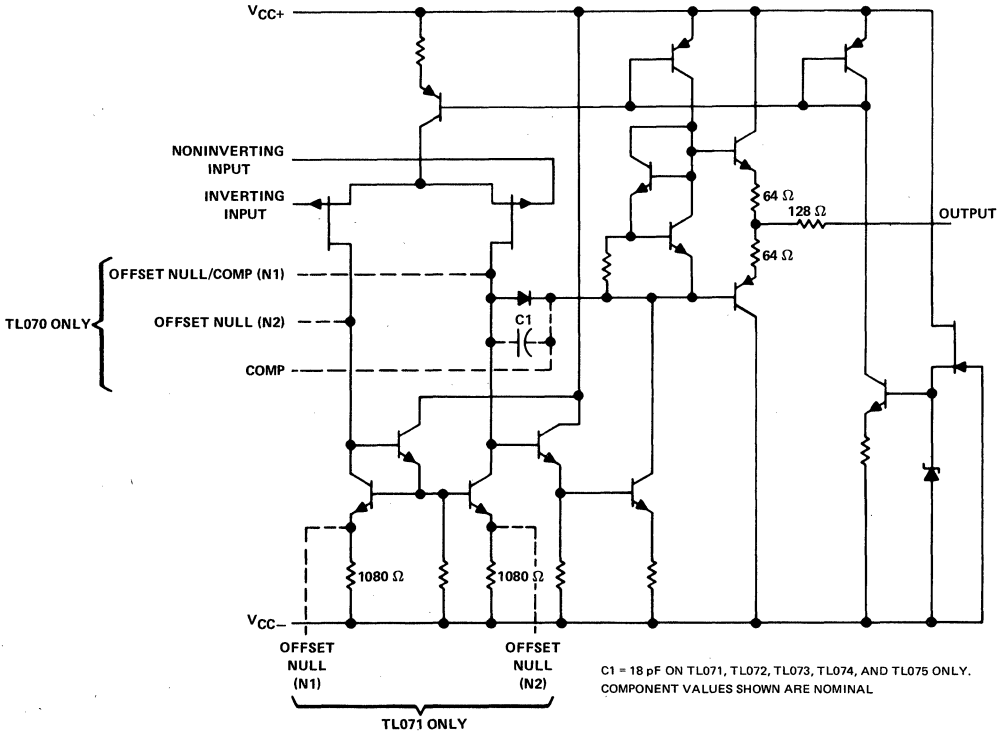 VCC+
NONINVERTING
INPUT
INVERTING
INPUT
64 Ω
128 Ω
OUTPUT
64 Ω
OFFSET NULL/COMP (N1)
TL070 ONLY
OFFSET NULL (N2)
C1
COMP
1080 Ω
1080 Ω
VCC−
OFFSET
NULL
(N1)
OFFSET
NULL
(N2)
TL071 ONLY
C1 = 18 pF ON TL071, TL072, TL073, TL074, AND TL075 ONLY.
COMPONENT VALUES SHOWN ARE NOMINAL